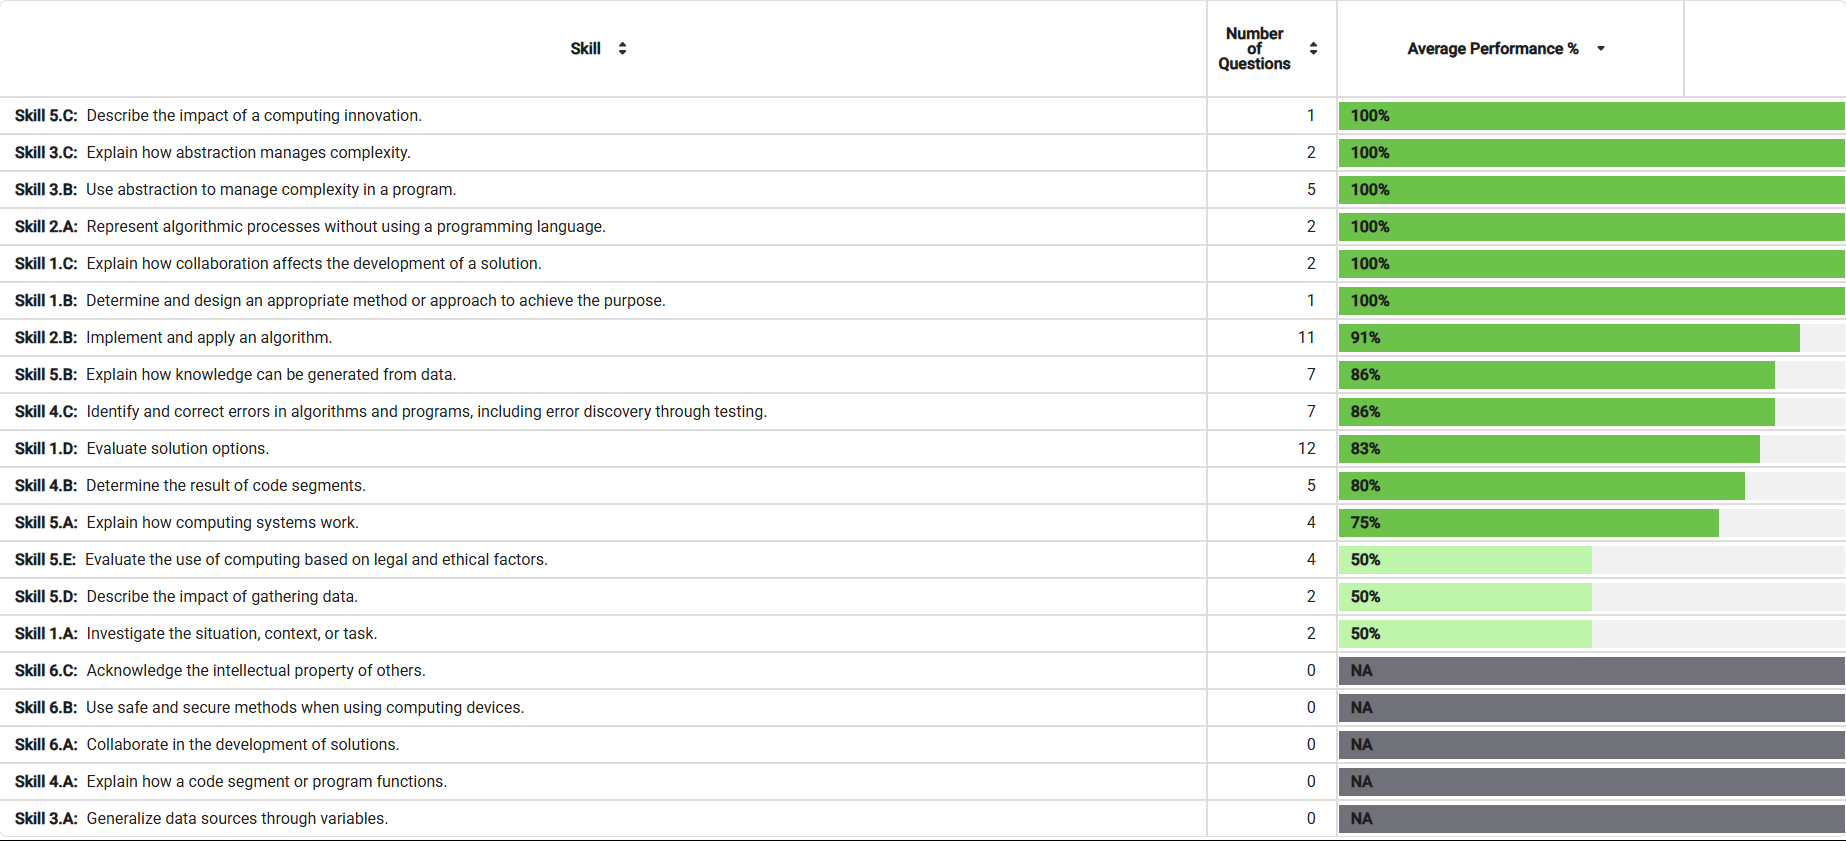 Skill
Number
of
Questions
Average Performance %
Skill 5.C: Describe the impact of a computing innovation. 1 100%
Skill 3.C: Explain how abstraction manages complexity. 2 100%
Skill 3.B: Use abstraction to manage complexity in a program. 5 100%
Skill 2.A: Represent algorithmic processes without using a programming language. 2 100%
Skill 1.C: Explain how collaboration affects the development of a solution. 2 100%
Skill 1.B: Determine and design an appropriate method or approach to achieve the purpose. 1 100%
Skill 2.B: Implement and apply an algorithm. 11 91%
Skill 5.B: Explain how knowledge can be generated from data. 7 86%
Skill 4.C: Identify and correct errors in algorithms and programs, including error discovery through testing. 7 86%
Skill 1.D: Evaluate solution options. 12 83%
Skill 4.B: Determine the result of code segments. 5 80%
Skill 5.A: Explain how computing systems work. 4 75%
Skill 5.E: Evaluate the use of computing based on legal and ethical factors. 4 50%
Skill 5.D: Describe the impact of gathering data. 2 50%
Skill 1.A: Investigate the situation, context, or task. 2 50%
Skill 6.C: Acknowledge the intellectual property of others. 0 NA
Skill 6.B: Use safe and secure methods when using computing devices. 0 NA
Skill 6.A: Collaborate in the development of solutions. 0 NA
Skill 4.A: Explain how a code segment or program functions. 0 NA
Skill 3.A: Generalize data sources through variables. 0 NA